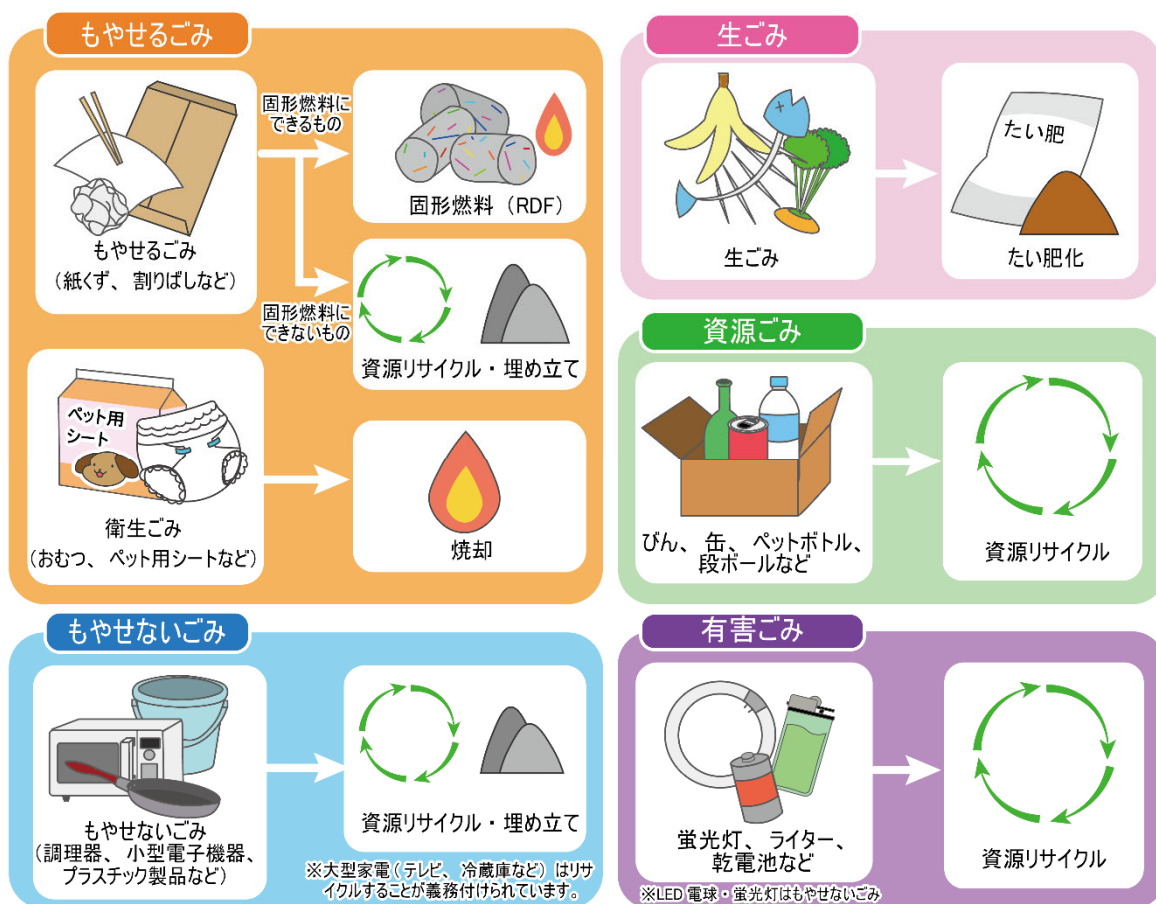 もやせるごみ
もやせるごみ
(紙くず、割りばしなど)
固形燃料に
できるもの
固形燃料(RDF)
固形燃料に
できないもの
資源リサイクル・埋め立て
ペット用
シート
衛生ごみ
(おむつ、ペット用シートなど)
焼却
生ごみ
生ごみ
たい肥
たい肥化
資源ごみ
びん、缶、ペットボトル、
段ボールなど
資源リサイクル
もやせないごみ
もやせないごみ
(調理器、小型電子機器、
プラスチック製品など)
資源リサイクル・埋め立て
※大型家電(テレビ、冷蔵庫など)はリサ
イクルすることが義務付けられています。
有害ごみ
蛍光灯、ライター、
乾電池など
※LED電球・蛍光灯はもやせないごみ
資源リサイクル